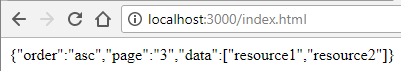 localhost:3000/index.html
{"order":"asc","page":"3","data":["resource1","resource2"]}